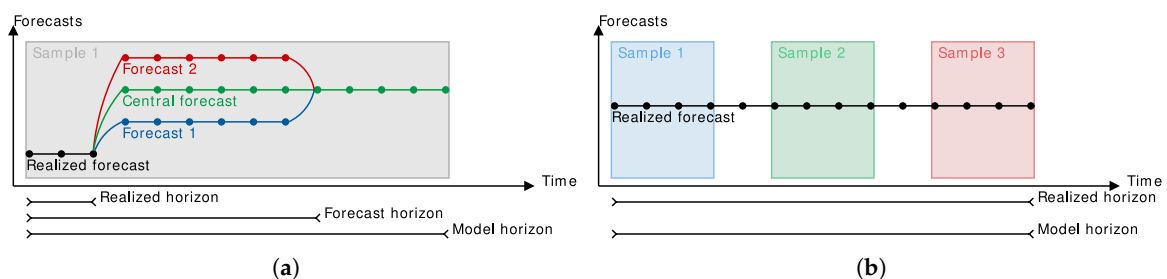 Forecasts
Sample 1
Forecast 2
Central forecast
Forecast 1
Realized forecast
Time
Realized horizon
Forecast horizon
Model horizon
(a)
Forecasts
Sample 1
Sample 2
Sample 3
Realized forecast
Time
Realized horizon
Model horizon
(b)